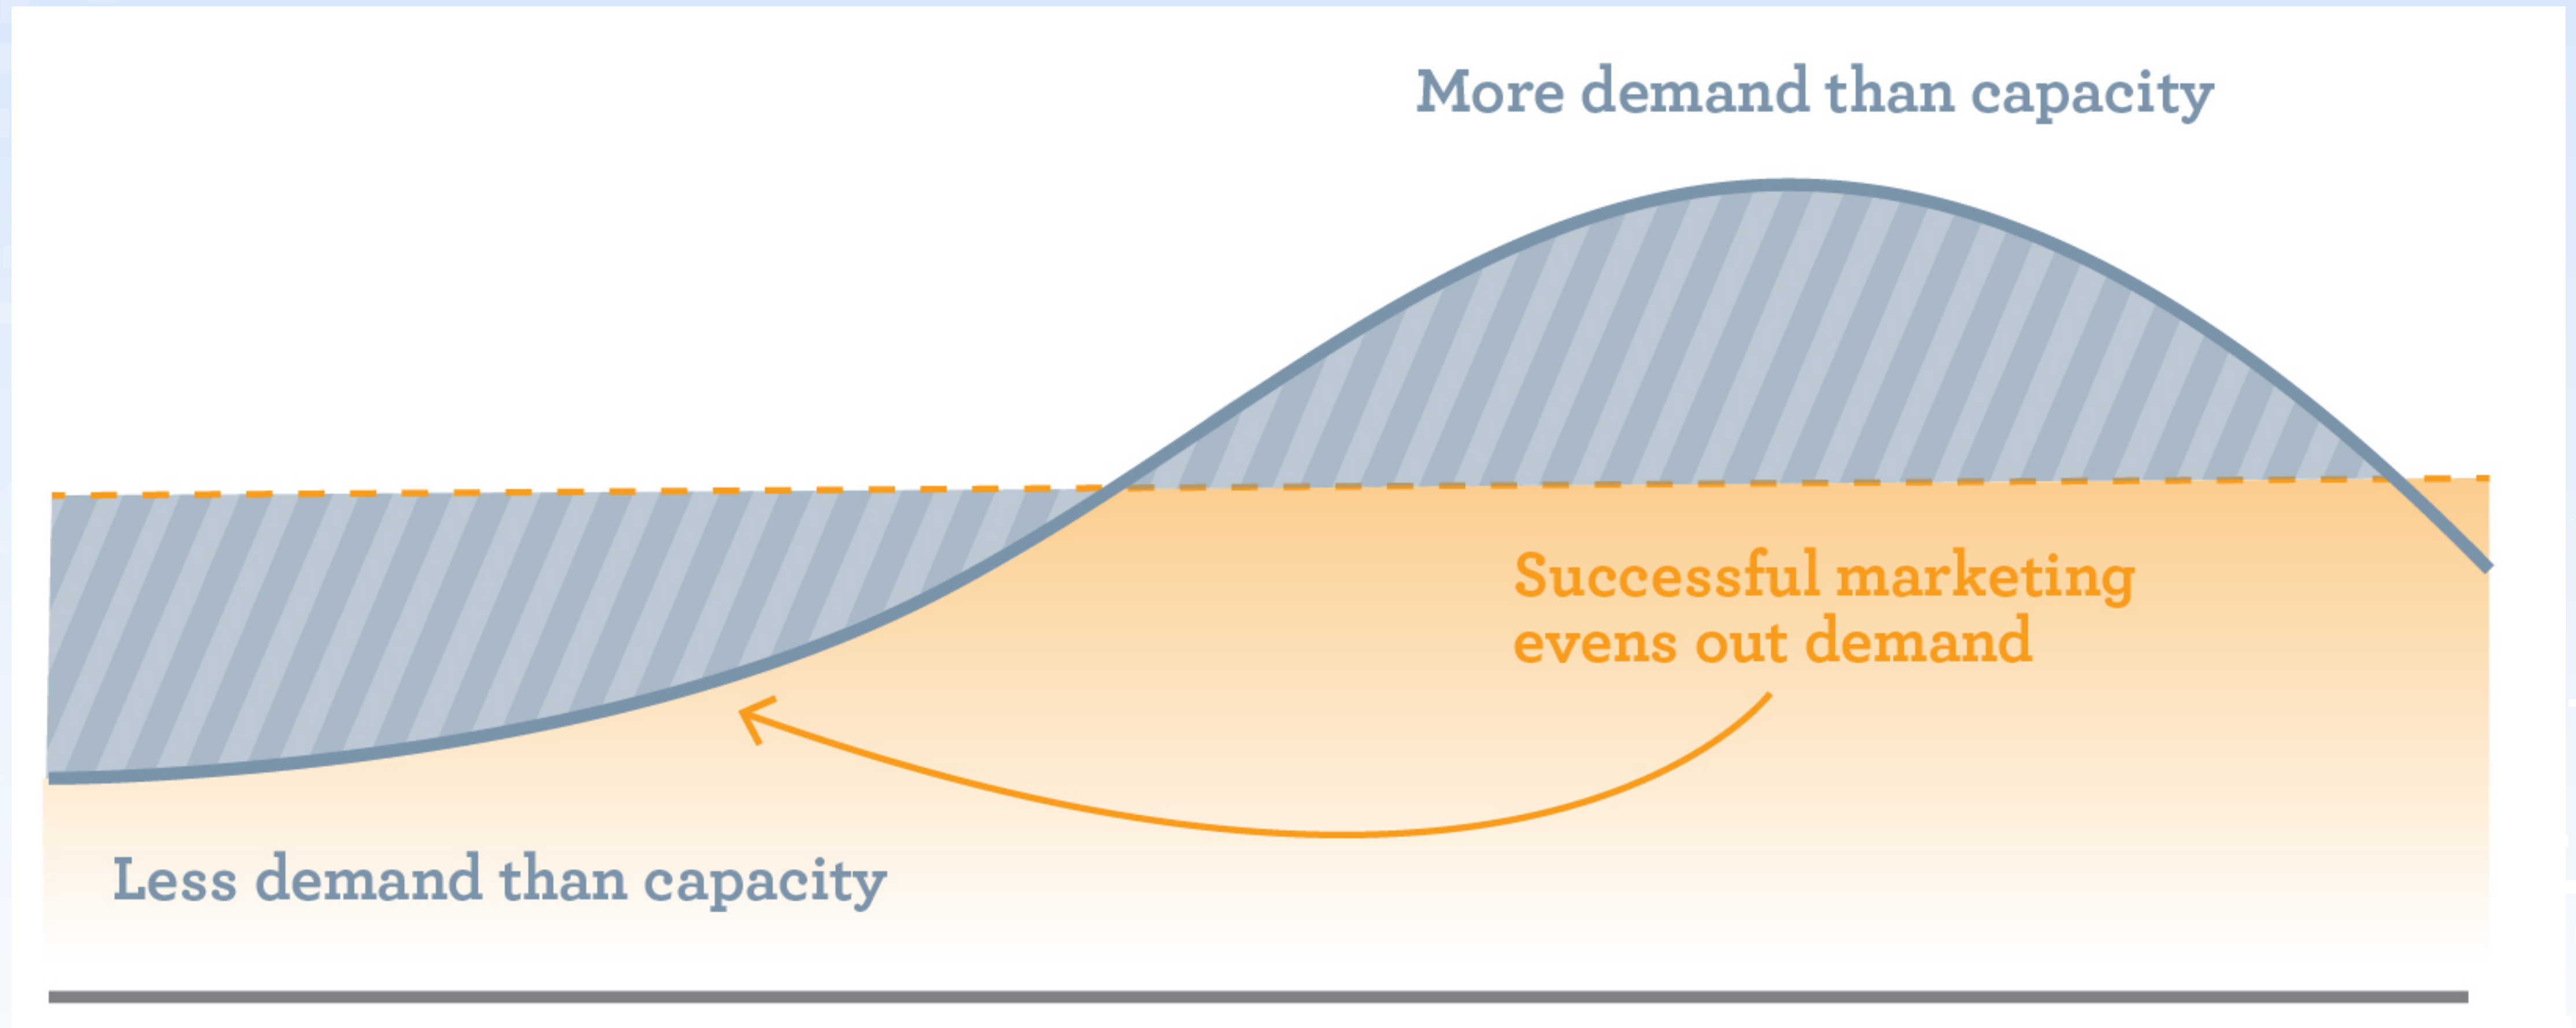 More demand than capacity
Successful marketing
evens out demand
Less demand than capacity